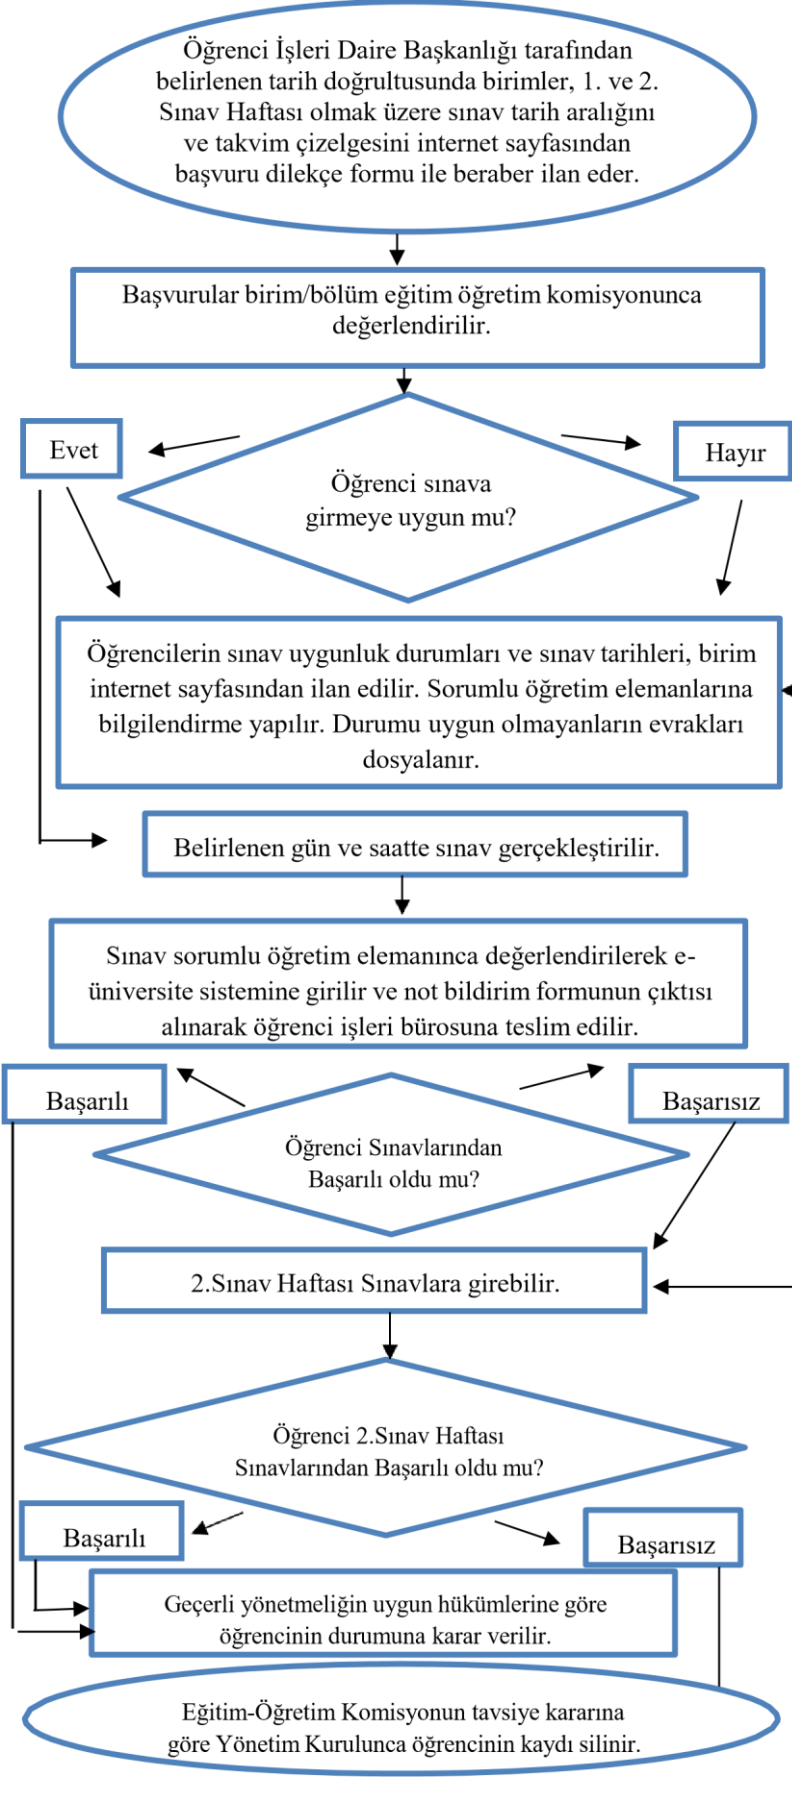 Öğrenci İşleri Daire Başkanlığı tarafından
belirlenen tarih doğrultusunda birimler, 1. ve 2.
Sınav Haftası olmak üzere sınav tarih aralığını
ve takvim çizelgesini internet sayfasından
başvuru dilekçe formu ile beraber ilan eder.
Başvurular birim/bölüm eğitim öğretim komisyonunca
değerlendirilir.
Evet
Hayır
Öğrenci sınava
girmeye uygun mu?
Öğrencilerin sınav uygunluk durumları ve sınav tarihleri, birim
internet sayfasından ilan edilir. Sorumlu öğretim elemanlarına
bilgilendirme yapılır. Durumu uygun olmayanların evrakları
dosyalanır.
Belirlenen gün ve saatte sınav gerçekleştirilir.
Sınav sorumlu öğretim elemanınca değerlendirilerek e-
üniversite sistemine girilir ve not bildirim formunun çıktısı
alınarak öğrenci işleri bürosuna teslim edilir.
Başarılı
Başarısız
Öğrenci Sınavlarından
Başarılı oldu mu?
2.Sınav Haftası Sınavlara girebilir.
Öğrenci 2.Sınav Haftası
Sınavlarından Başarılı oldu mu?
Başarılı
Başarısız
Geçerli yönetmeliğin uygun hükümlerine göre
öğrencinin durumuna karar verilir.
Eğitim-Öğretim Komisyonun tavsiye kararına
göre Yönetim Kurulunca öğrencinin kaydı silinir.